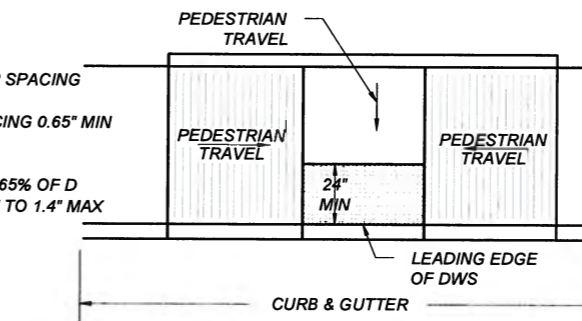 PEDESTRIAN
TRAVEL
SPACING
CING 0.65" MIN
PEDESTRIAN
TRAVEL
PEDESTRIAN
TRAVEL
65% OF D
TO 1.4" MAX
24"
MIN
LEADING EDGE
OF DWS
CURB & GUTTER